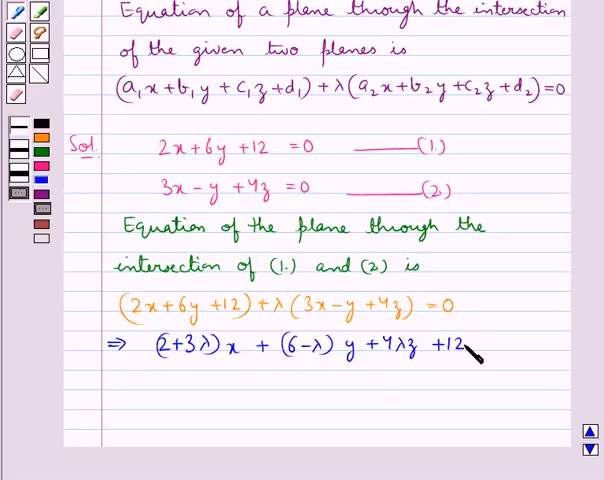 Equation of a plane through the intersection
of the given two planes is
(a₁x + b₁y + c₁z + d₁) + λ(a₂x + b₂y + c₂z + d₂) = 0
Sol. 2x + 6y + 12 = 0 ——— (1.)
3x - y + 4z = 0 ——— (2)
Equation of the plane through the
intersection of (1.) and (2) is
(2x + 6y + 12) + λ (3x - y + 4z) = 0
⇒ (2 + 3λ) x + (6 - λ) y + 4λz + 12